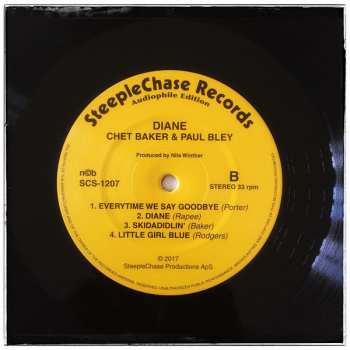 SteepleChase Records
Audiophile Edition
DIANE
CHET BAKER & PAUL BLEY
Produced by Nils Winther
n©b
SCS-1207
B
STEREO 33 rpm
1. EVERYTIME WE SAY GOODBYE (Porter)
2. DIANE (Rapee)
3. SKIDADIDLIN' (Baker)
4. LITTLE GIRL BLUE (Rodgers)
© 2017
SteepleChase Productions ApS